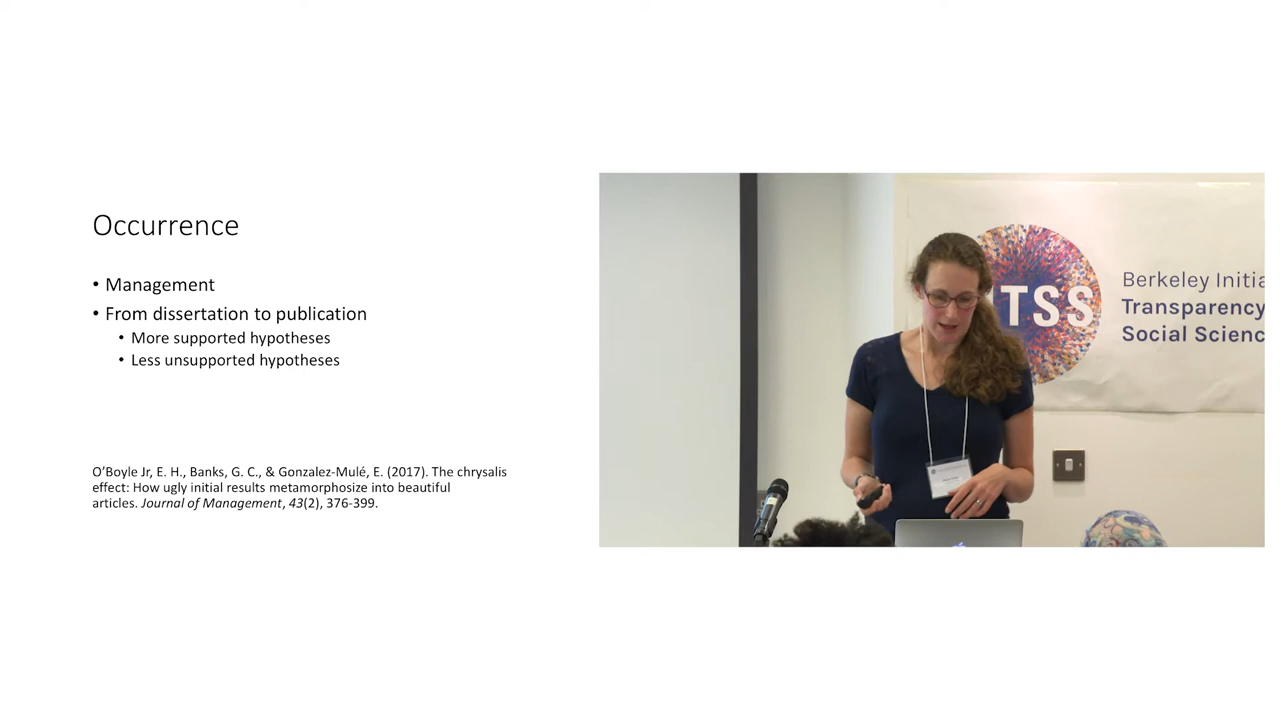 Occurrence
• Management
• From dissertation to publication
• More supported hypotheses
• Less unsupported hypotheses
O’Boyle Jr, E. H., Banks, G. C., & Gonzalez-Mulé, E. (2017). The chrysalis
effect: How ugly initial results metamorphosize into beautiful
articles. Journal of Management, 43(2), 376-399.
TSS
Berkeley Initia
Transparency
Social Scienc